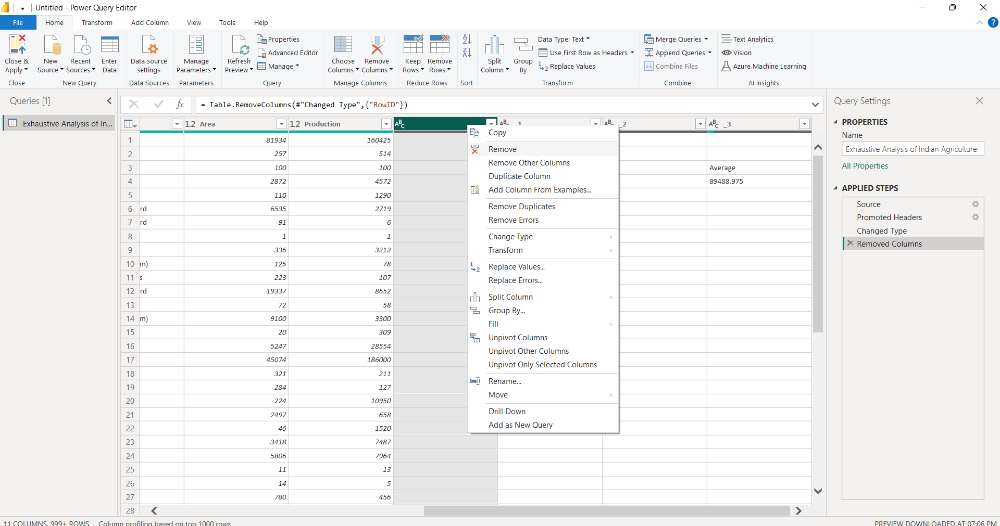 Untitled - Power Query Editor
File Home Transform Add Column View Tools Help
Close & Apply
Close
New Source
Recent Sources
Enter Data
New Query
Data source settings
Data Sources
Manage Parameters
Parameters
Refresh Preview
Properties
Advanced Editor
Manage
Query
Choose Columns
Remove Columns
Manage Columns
Keep Rows
Remove Rows
Reduce Rows
Sort
Split Column
Group By
Data Type: Text
Use First Row as Headers
1 2 Replace Values
Transform
Merge Queries
Append Queries
Combine Files
Combine
Text Analytics
Vision
Azure Machine Learning
AI Insights
Queries [1]
Exhaustive Analysis of In...
fx = Table.RemoveColumns(#"Changed Type",{"RowID"})
1.2 Area 1.2 Production ABC ABC _1 ABC _2 ABC _3
1 81934 160425
2 257 514
3 100 100 Average
4 2872 4572 89488.975
5 110 1290
6 rd 6535 2719
7 rd 91 6
8 1 1
9 336 3212
10 m) 125 78
11 s 223 107
12 rd 19337 8652
13 72 58
14 m) 9100 3300
15 20 309
16 5247 28554
17 45074 186000
18 321 211
19 284 127
20 224 10950
21 2497 658
22 46 1520
23 3418 7487
24 5806 7964
25 11 13
26 14 5
27 780 456
28
Copy
Remove
Remove Other Columns
Duplicate Column
Add Column From Examples...
Remove Duplicates
Remove Errors
Change Type
Transform
1 2 Replace Values...
Replace Errors...
Split Column
Group By...
Fill
Unpivot Columns
Unpivot Other Columns
Unpivot Only Selected Columns
Rename...
Move
Drill Down
Add as New Query
Query Settings
PROPERTIES
Name
Exhaustive Analysis of Indian Agriculture
All Properties
APPLIED STEPS
Source
Promoted Headers
Changed Type
Removed Columns
11 COLUMNS, 999+ ROWS Column profiling based on top 1000 rows
PREVIEW DOWNLOADED AT 07:06 PM